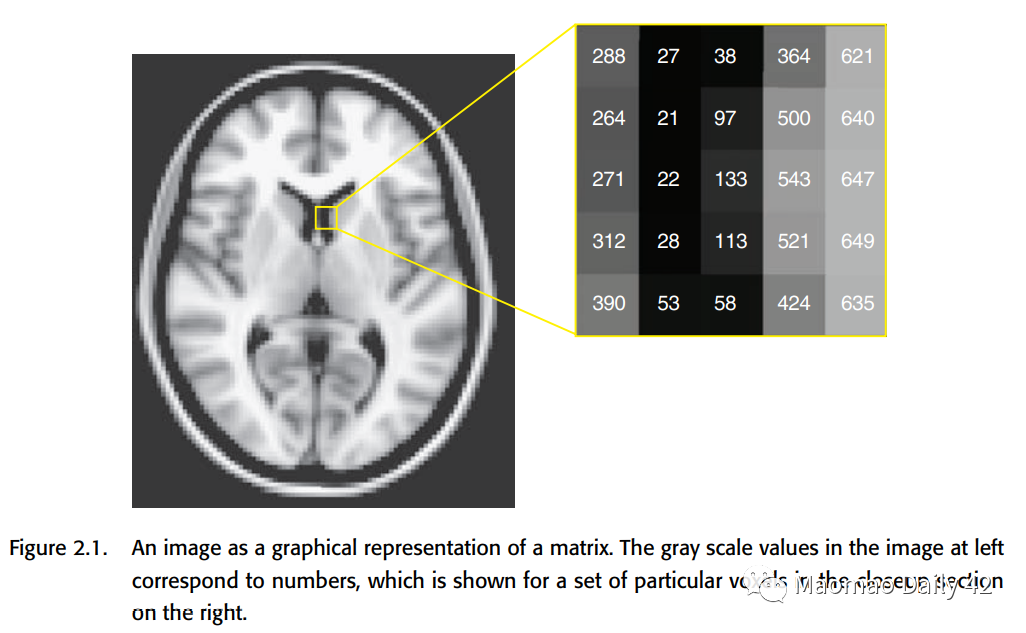 288 27 38 364 621
264 21 97 500 640
271 22 133 543 647
312 28 113 521 649
390 53 58 424 635
Figure 2.1. An image as a graphical representation of a matrix. The gray scale values in the image at left
correspond to numbers, which is shown for a set of particular voxels in the closeup section
on the right.
Maomao Daily 42